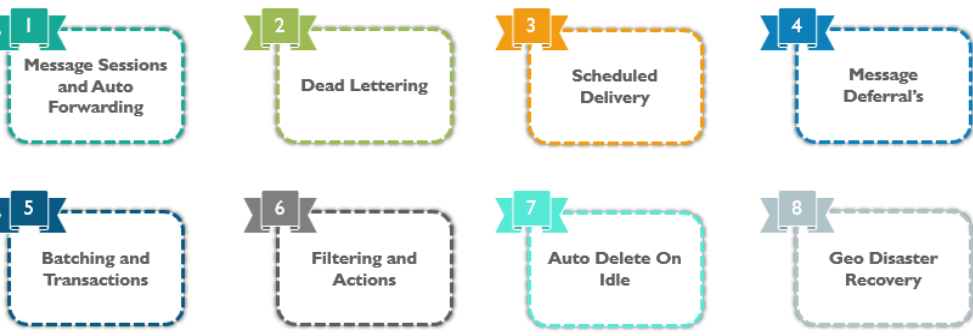 1
Message Sessions
and Auto
Forwarding
2
Dead Lettering
3
Scheduled
Delivery
4
Message
Deferral's
5
Batching and
Transactions
6
Filtering and
Actions
7
Auto Delete On
Idle
8
Geo Disaster
Recovery